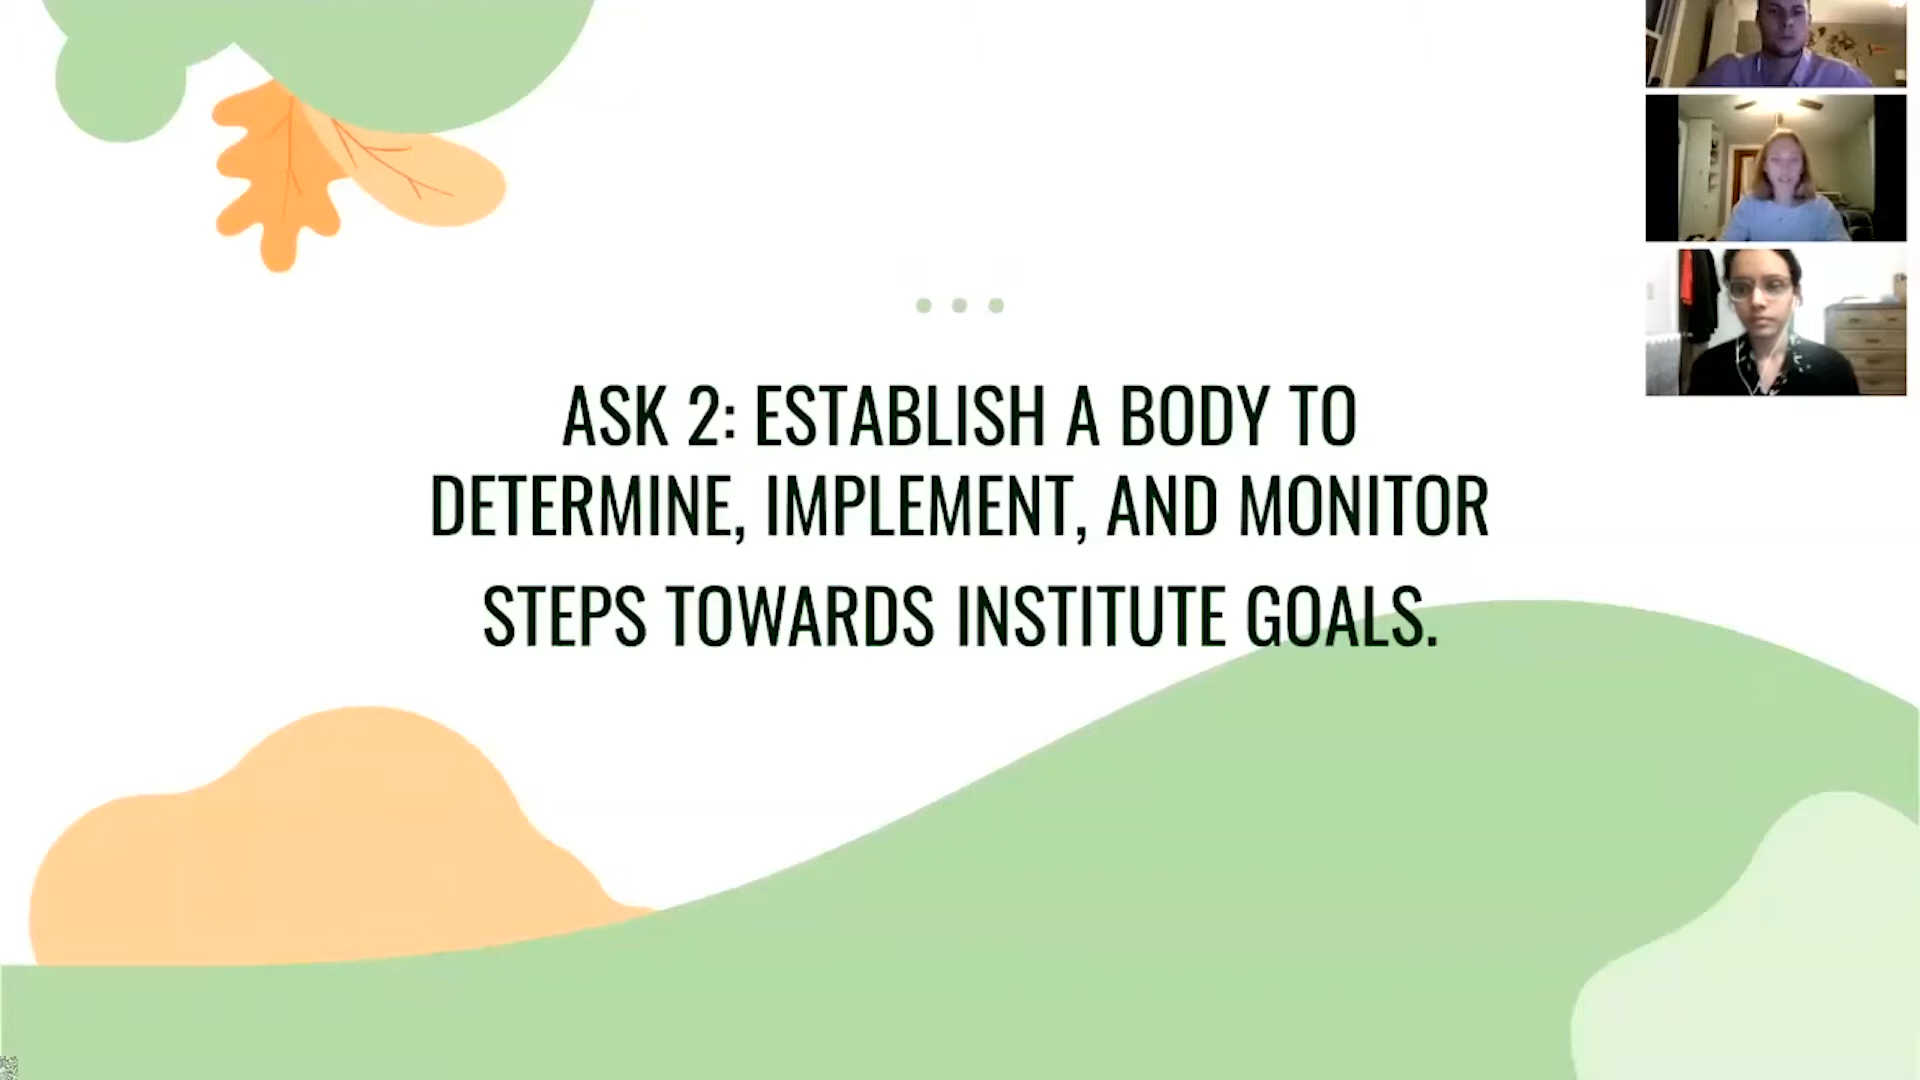 ASK 2: ESTABLISH A BODY TO
DETERMINE, IMPLEMENT, AND MONITOR
STEPS TOWARDS INSTITUTE GOALS.